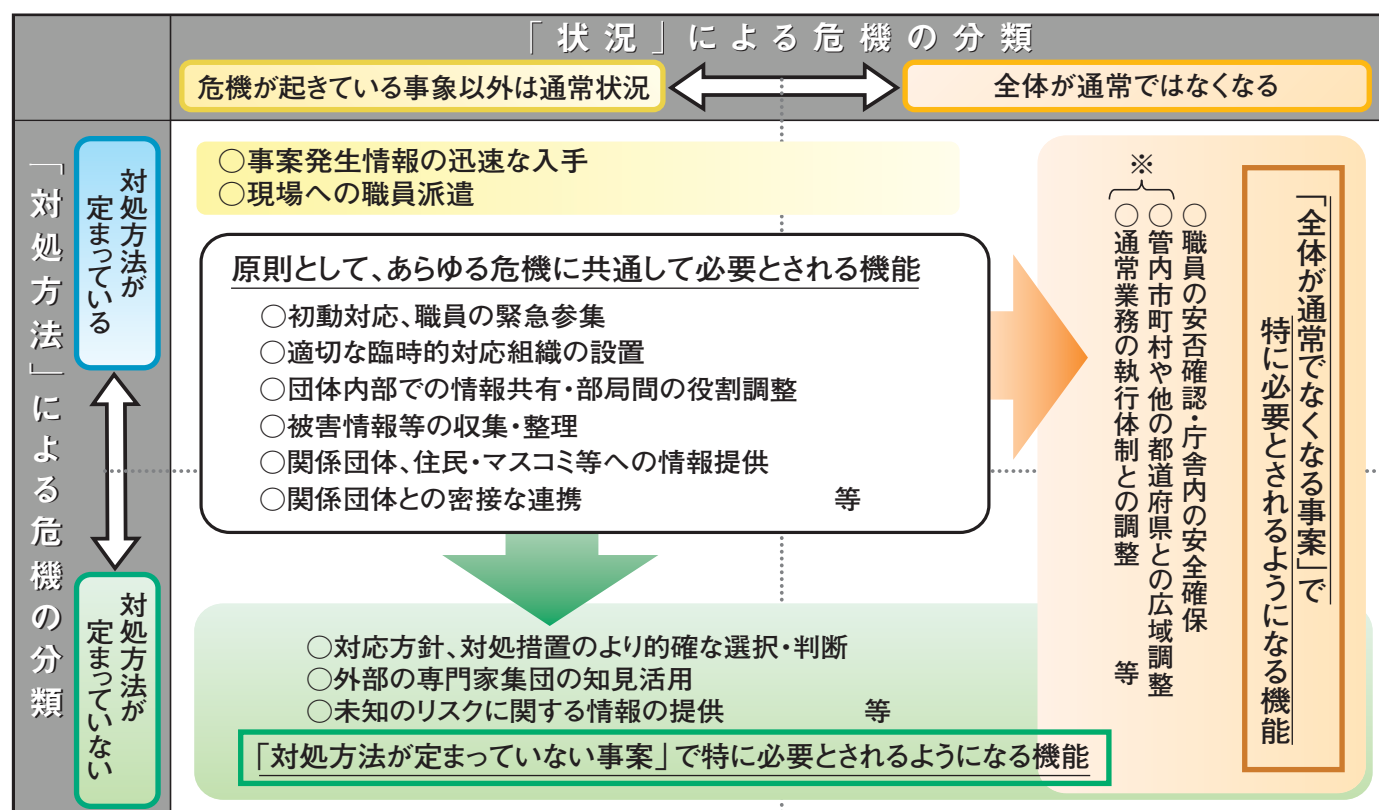 「状況」による危機の分類
危機が起きている事象以外は通常状況
全体が通常ではなくなる
「対処方法」による危機の分類
対処方法が
定まっている
対処方法が
定まっていない
○事案発生情報の迅速な入手
○現場への職員派遣
原則として、あらゆる危機に共通して必要とされる機能
○初動対応、職員の緊急参集
○適切な臨時的対応組織の設置
○団体内部での情報共有・部局間の役割調整
○被害情報等の収集・整理
○関係団体、住民・マスコミ等への情報提供
○関係団体との密接な連携 等
「全体が通常でなくなる事案」で
特に必要とされるようになる機能
○職員の安否確認・庁舎内の安全確保
○管内市町村や他の都道府県との広域調整
○通常業務の執行体制との調整 等
※
○対応方針、対処措置のより的確な選択・判断
○外部の専門家集団の知見活用
○未知のリスクに関する情報の提供 等
「対処方法が定まっていない事案」で特に必要とされるようになる機能